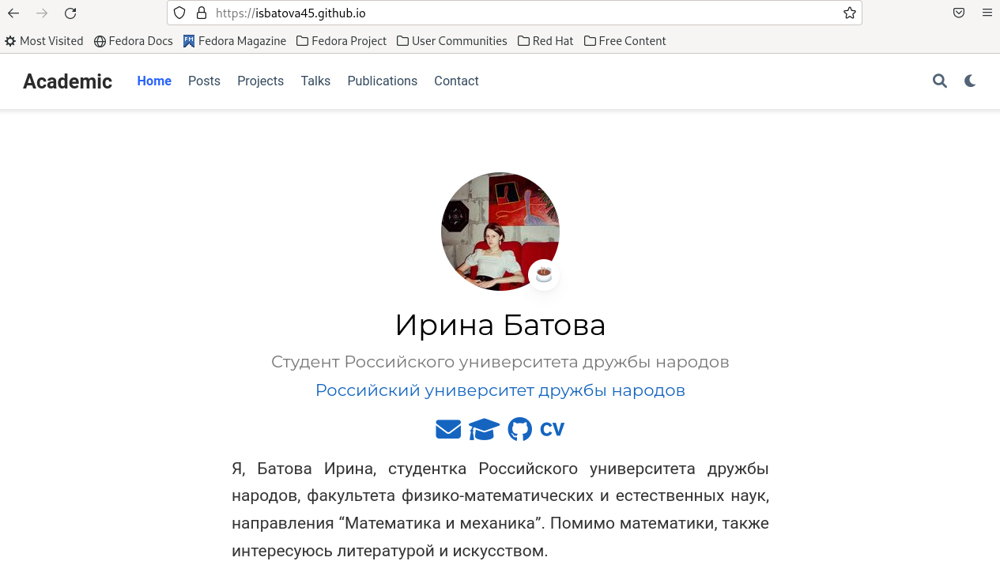 https://isbatova45.github.io
Most Visited Fedora Docs Fedora Magazine Fedora Project User Communities Red Hat Free Content
Academic Home Posts Projects Talks Publications Contact
Ирина Батова
Студент Российского университета дружбы народов
Российский университет дружбы народов
CV
Я, Батова Ирина, студентка Российского университета дружбы
народов, факультета физико-математических и естественных наук,
направления “Математика и механика”. Помимо математики, также
интересуюсь литературой и искусством.